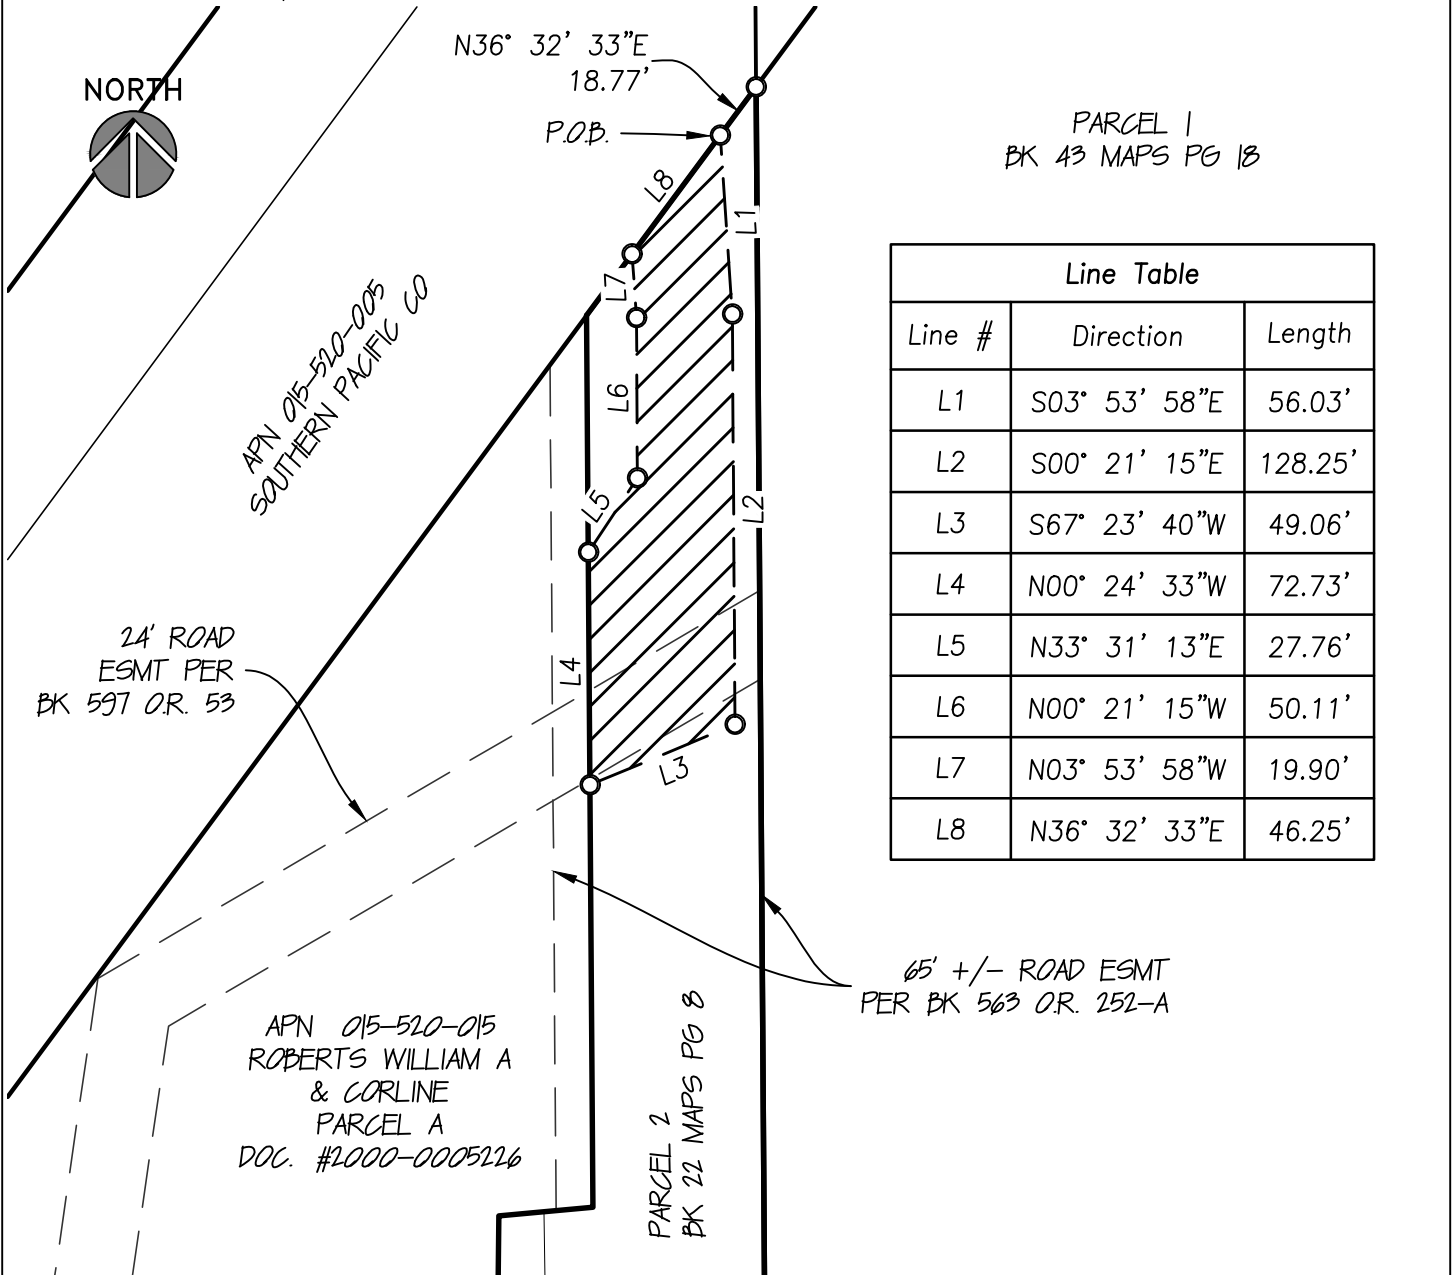 N36° 32' 33"E
18.77'
NORTH
P.O.B.
PARCEL 1
BK 43 MAPS PG 18
L8
L1
L7
L6
L5
L2
L4
L3
APN 015-520-005
SOUTHERN PACIFIC CO
Line Table
Line # Direction Length
L1 S03° 53' 58"E 56.03'
L2 S00° 21' 15"E 128.25'
L3 S67° 23' 40"W 49.06'
L4 N00° 24' 33"W 72.73'
L5 N33° 31' 13"E 27.76'
L6 N00° 21' 15"W 50.11'
L7 N03° 53' 58"W 19.90'
L8 N36° 32' 33"E 46.25'
24' ROAD
ESMT PER
BK 597 O.R. 53
65' +/- ROAD ESMT
PER BK 563 O.R. 252-A
APN 015-520-015
ROBERTS WILLIAM A
& CORLINE
PARCEL A
DOC. #2000-0005226
PARCEL 2
BK 22 MAPS PG 8